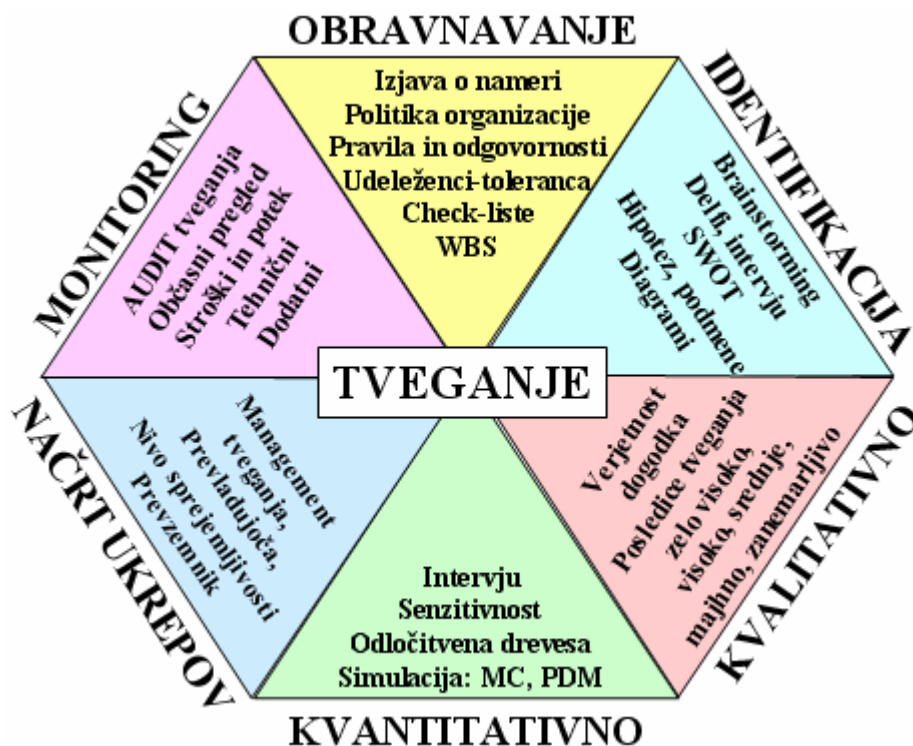 OBRAVNAVANJE
Izjava o nameri
Politika organizacije
Pravila in odgovornosti
Udeleženci-toleranca
Check-liste
WBS
IDENTIFIKACIJA
Brainstorming
Delfi, intervju
SWOT
Hipotez, podmene
Diagrami
KVALITATIVNO
Verjetnost
dogodka
Posledice tveganja
zelo visoko,
visoko, srednje,
majhno, zanemarljivo
KVANTITATIVNO
Intervju
Senzitivnost
Odločitvena drevesa
Simulacija: MC, PDM
NAČRT UKREPOV
Management
tveganja,
Prevladujoča,
Nivo sprejemljivosti
Prevzemnik
MONITORING
AUDIT tveganja
Občasni pregled
Stroški in potek
Tehnični
Dodatni
TVEGANJE